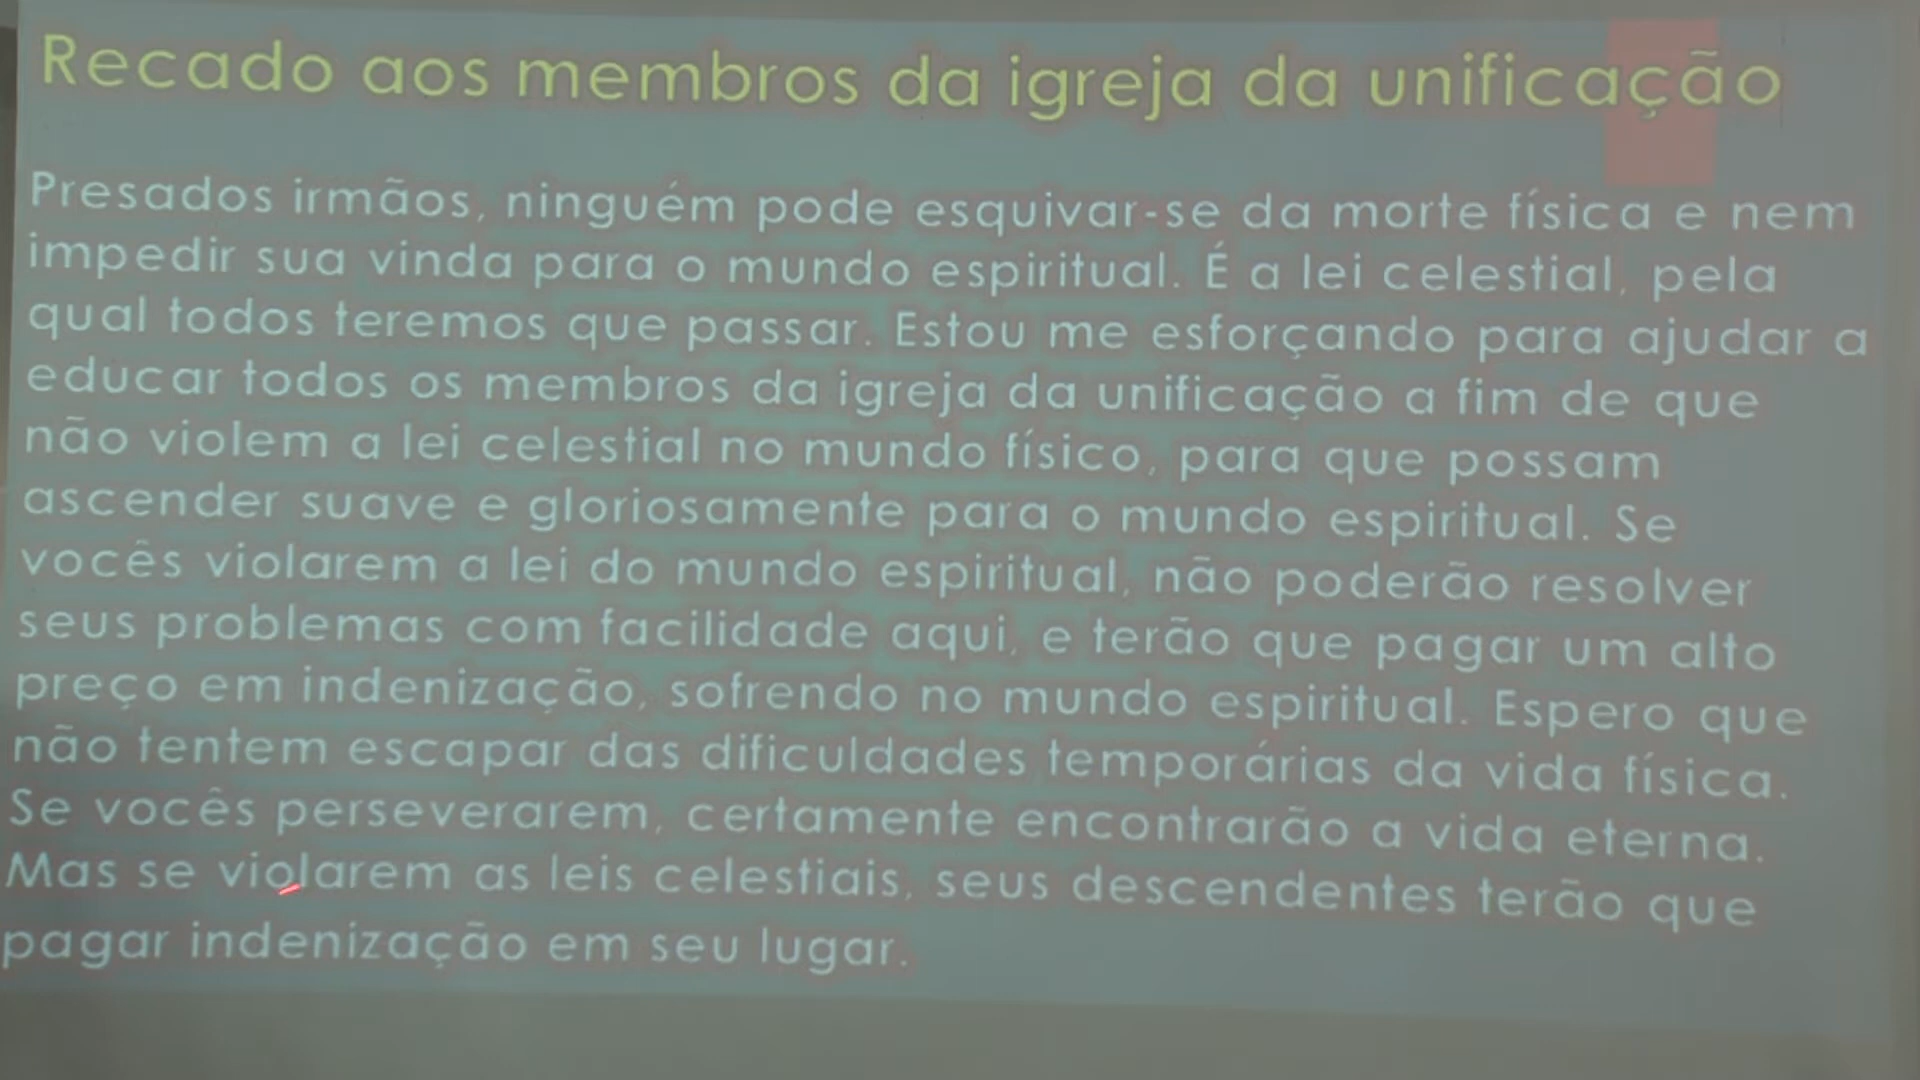 Recado aos membros da igreja da unificação
Presados irmãos, ninguém pode esquivar-se da morte física e nem
impedir sua vinda para o mundo espiritual. É a lei celestial, pela
qual todos teremos que passar. Estou me esforçando para ajudar a
educar todos os membros da igreja da unificação a fim de que
não violem a lei celestial no mundo físico, para que possam
ascender suave e gloriosamente para o mundo espiritual. Se
vocês violarem a lei do mundo espiritual, não poderão resolver
seus problemas com facilidade aqui, e terão que pagar um alto
preço em indenização, sofrendo no mundo espiritual. Espero que
não tentem escapar das dificuldades temporárias da vida física.
Se vocês perseverarem, certamente encontrarão a vida eterna.
Mas se violarem as leis celestiais, seus descendentes terão que
pagar indenização em seu lugar.